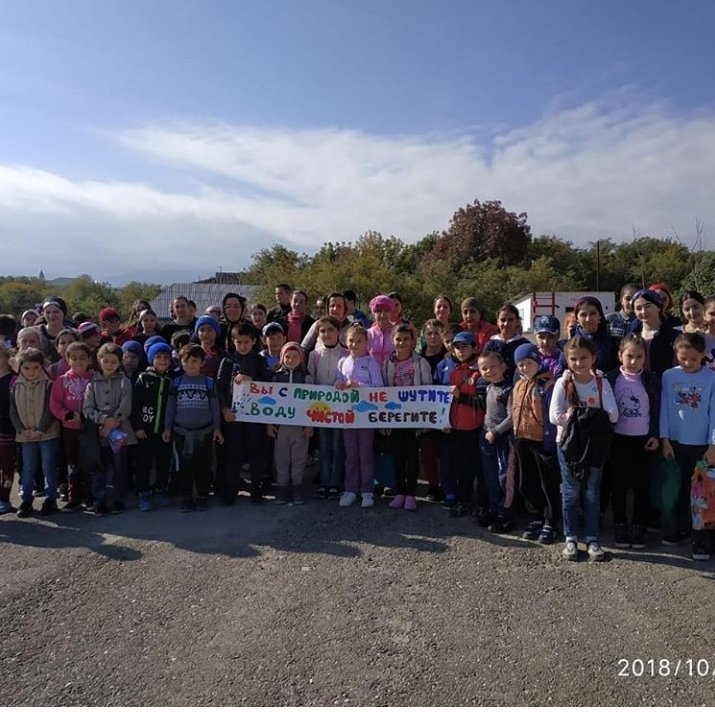 ВЫ С ПРИРОДОЙ НЕ ШУТИТЕ
ВОДУ ЧИСТОЙ БЕРЕГИТЕ!
2018/10/